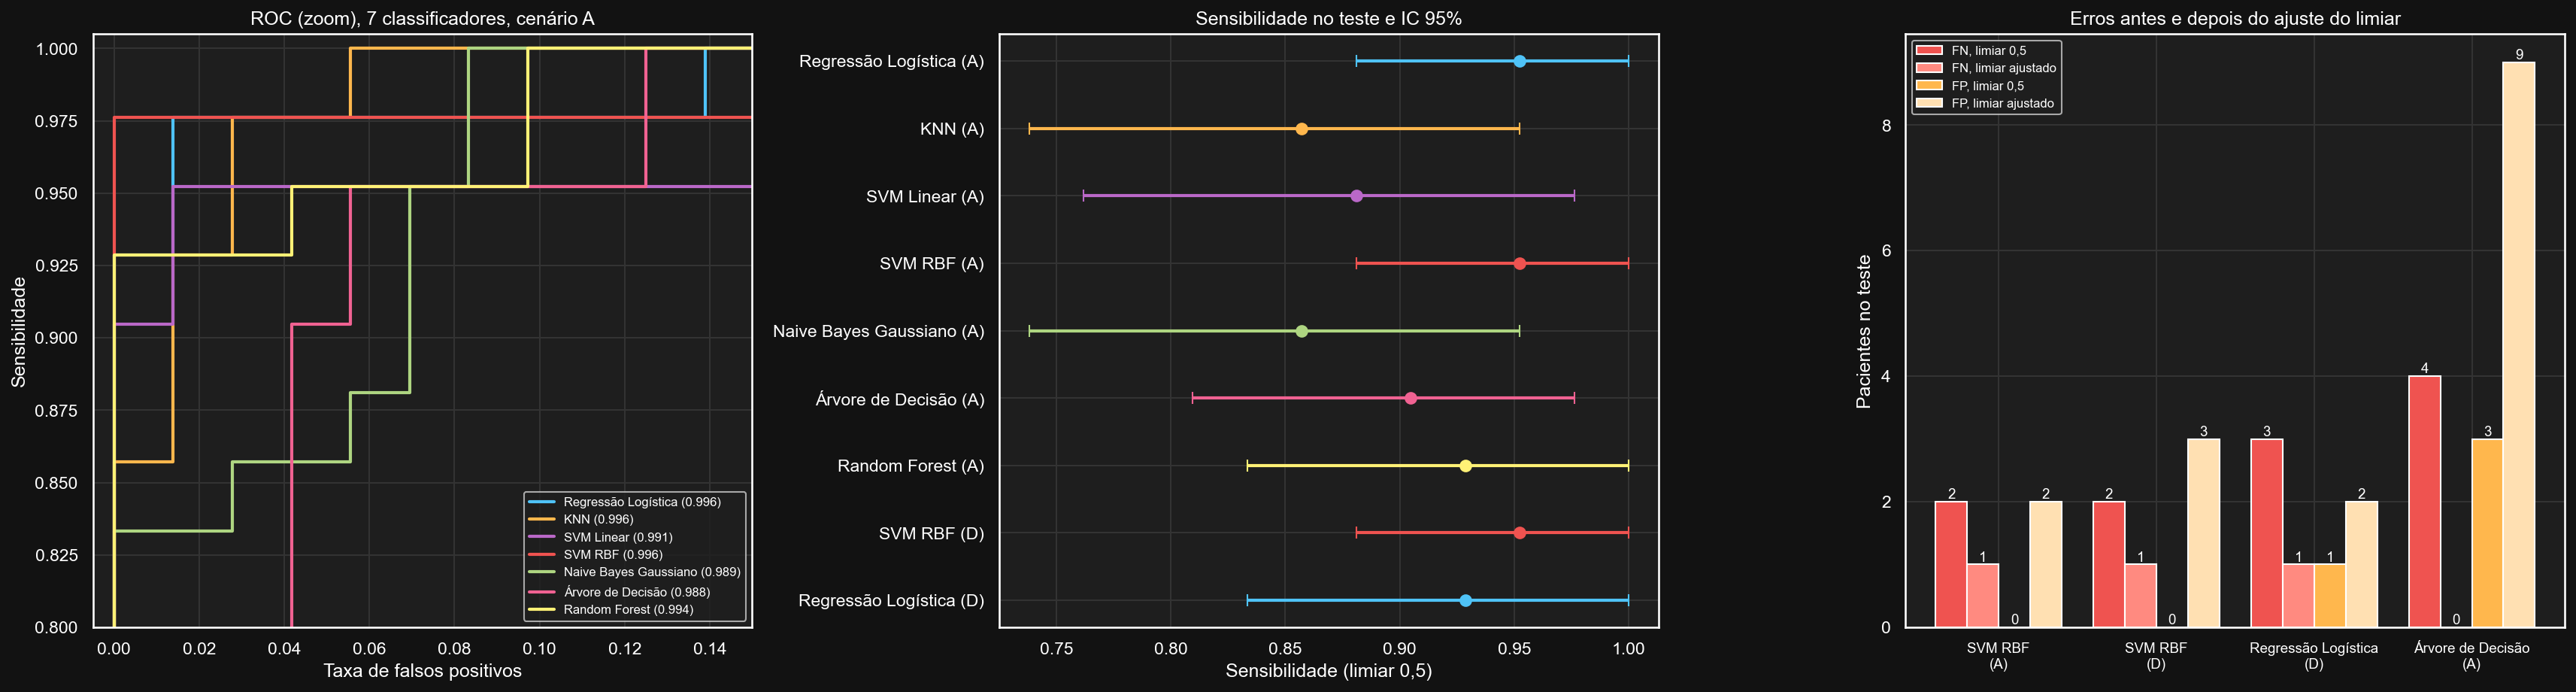 ROC (zoom), 7 classificadores, cenário A
Sensibilidade
1.000
0.975
0.950
0.925
0.900
0.875
0.850
0.825
0.800
0.00
0.02
0.04
0.06
0.08
0.10
0.12
0.14
Taxa de falsos positivos
Regressão Logística (0.996)
KNN (0.996)
SVM Linear (0.991)
SVM RBF (0.996)
Naive Bayes Gaussiano (0.989)
Árvore de Decisão (0.988)
Random Forest (0.994)
Sensibilidade no teste e IC 95%
Regressão Logística (A)
KNN (A)
SVM Linear (A)
SVM RBF (A)
Naive Bayes Gaussiano (A)
Árvore de Decisão (A)
Random Forest (A)
SVM RBF (D)
Regressão Logística (D)
0.75
0.80
0.85
0.90
0.95
1.00
Sensibilidade (limiar 0,5)
Erros antes e depois do ajuste do limiar
FN, limiar 0,5
FN, limiar ajustado
FP, limiar 0,5
FP, limiar ajustado
Pacientes no teste
8
6
4
2
0
2
1
0
2
2
1
0
3
3
1
1
2
4
0
3
9
SVM RBF
(A)
SVM RBF
(D)
Regressão Logística
(D)
Árvore de Decisão
(A)